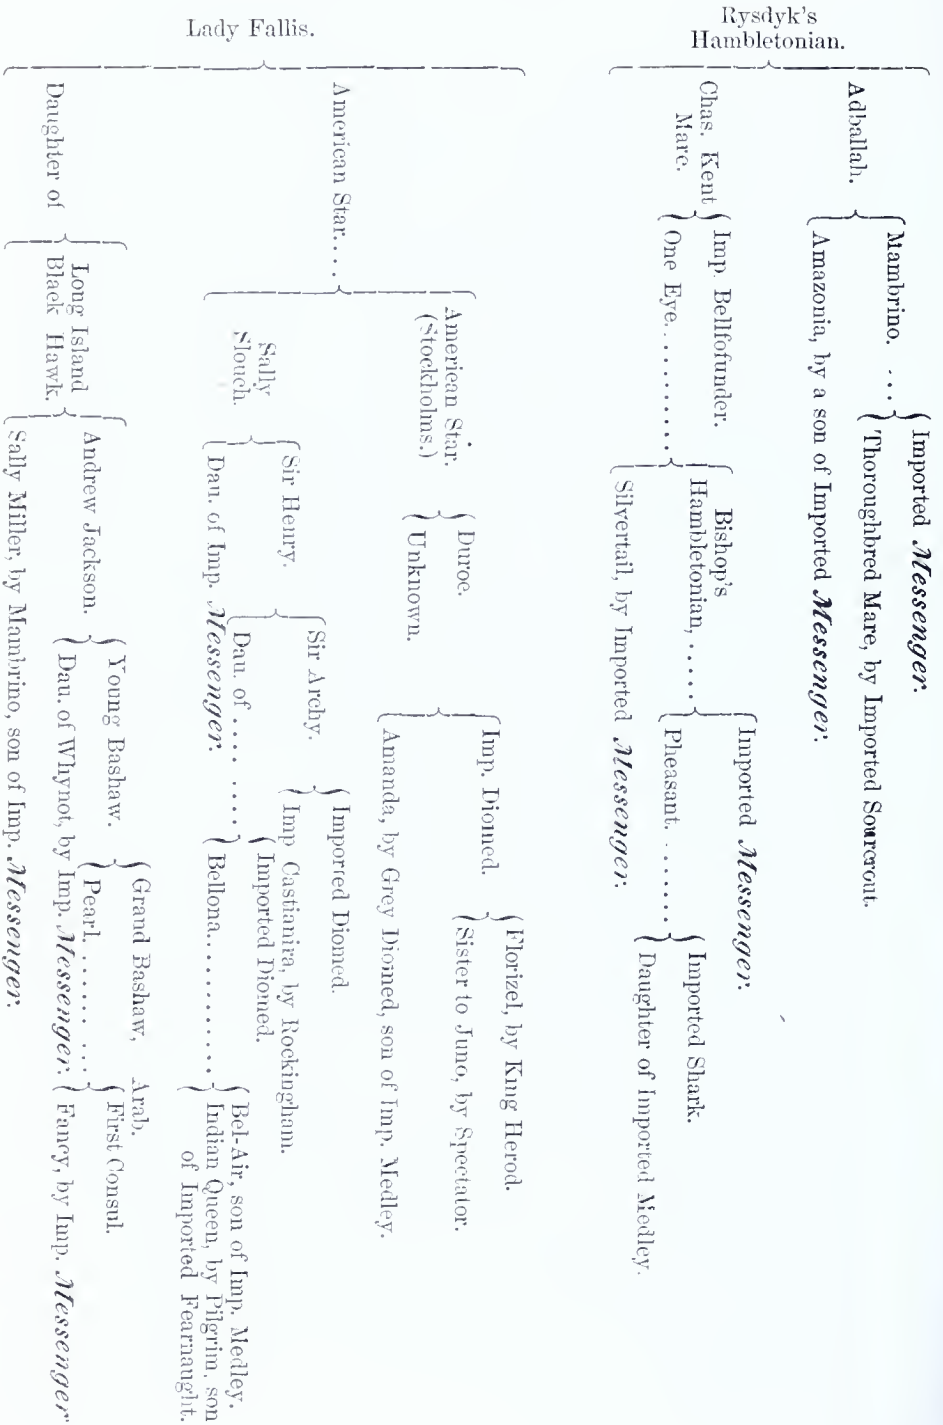 Rysdyk's
Hambletonian.
Adballah.
Mambrino. ...
Imported Messenger.
Thoroughbred Mare, by Imported Sourcrout.
Amazonia, by a son of Imported Messenger.
Chas. Kent
Mare.
Imp. Bellfofunder.
One Eye..........
Bishop's
Hambletonian, ......
Imported Messenger.
Pheasant. .......
Imported Shark.
Daughter of Imported Medley.
Silvertail, by Imported Messenger.
Lady Fallis.
American Star....
American Star.
(Stockholms.)
Duroc.
Imp. Diomed.
Florizel, by King Herod.
Sister to Juno, by Spectator.
Amanda, by Grey Diomed, son of Imp. Medley.
Unknown.
Sally
Slouch.
Sir Henry.
Sir Archy.
Imported Diomed.
Imp Castianira, by Rockingham.
Dau. of .... ....
Imported Diomed.
Bellona..........
Bel-Air, son of Imp. Medley.
Indian Queen, by Pilgrim, son
of Imported Fearnaught.
Dau. of Imp. Messenger.
Daughter of
Long Island
Black Hawk.
Andrew Jackson.
Young Bashaw.
Grand Bashaw, Arab.
Pearl. ........ ...
First Consul.
Fancy, by Imp. Messenger
Dau. of Whynot, by Imp. Messenger.
Sally Miller, by Mambrino, son of Imp. Messenger.